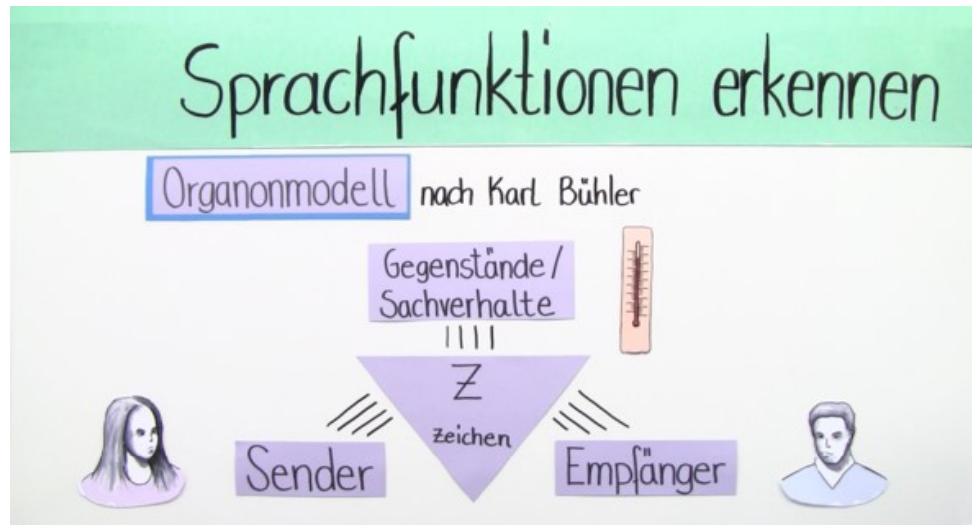 Sprachfunktionen erkennen
Organonmodell nach Karl Bühler
Gegenstände/
Sachverhalte
Z
Zeichen
Sender
Empfänger